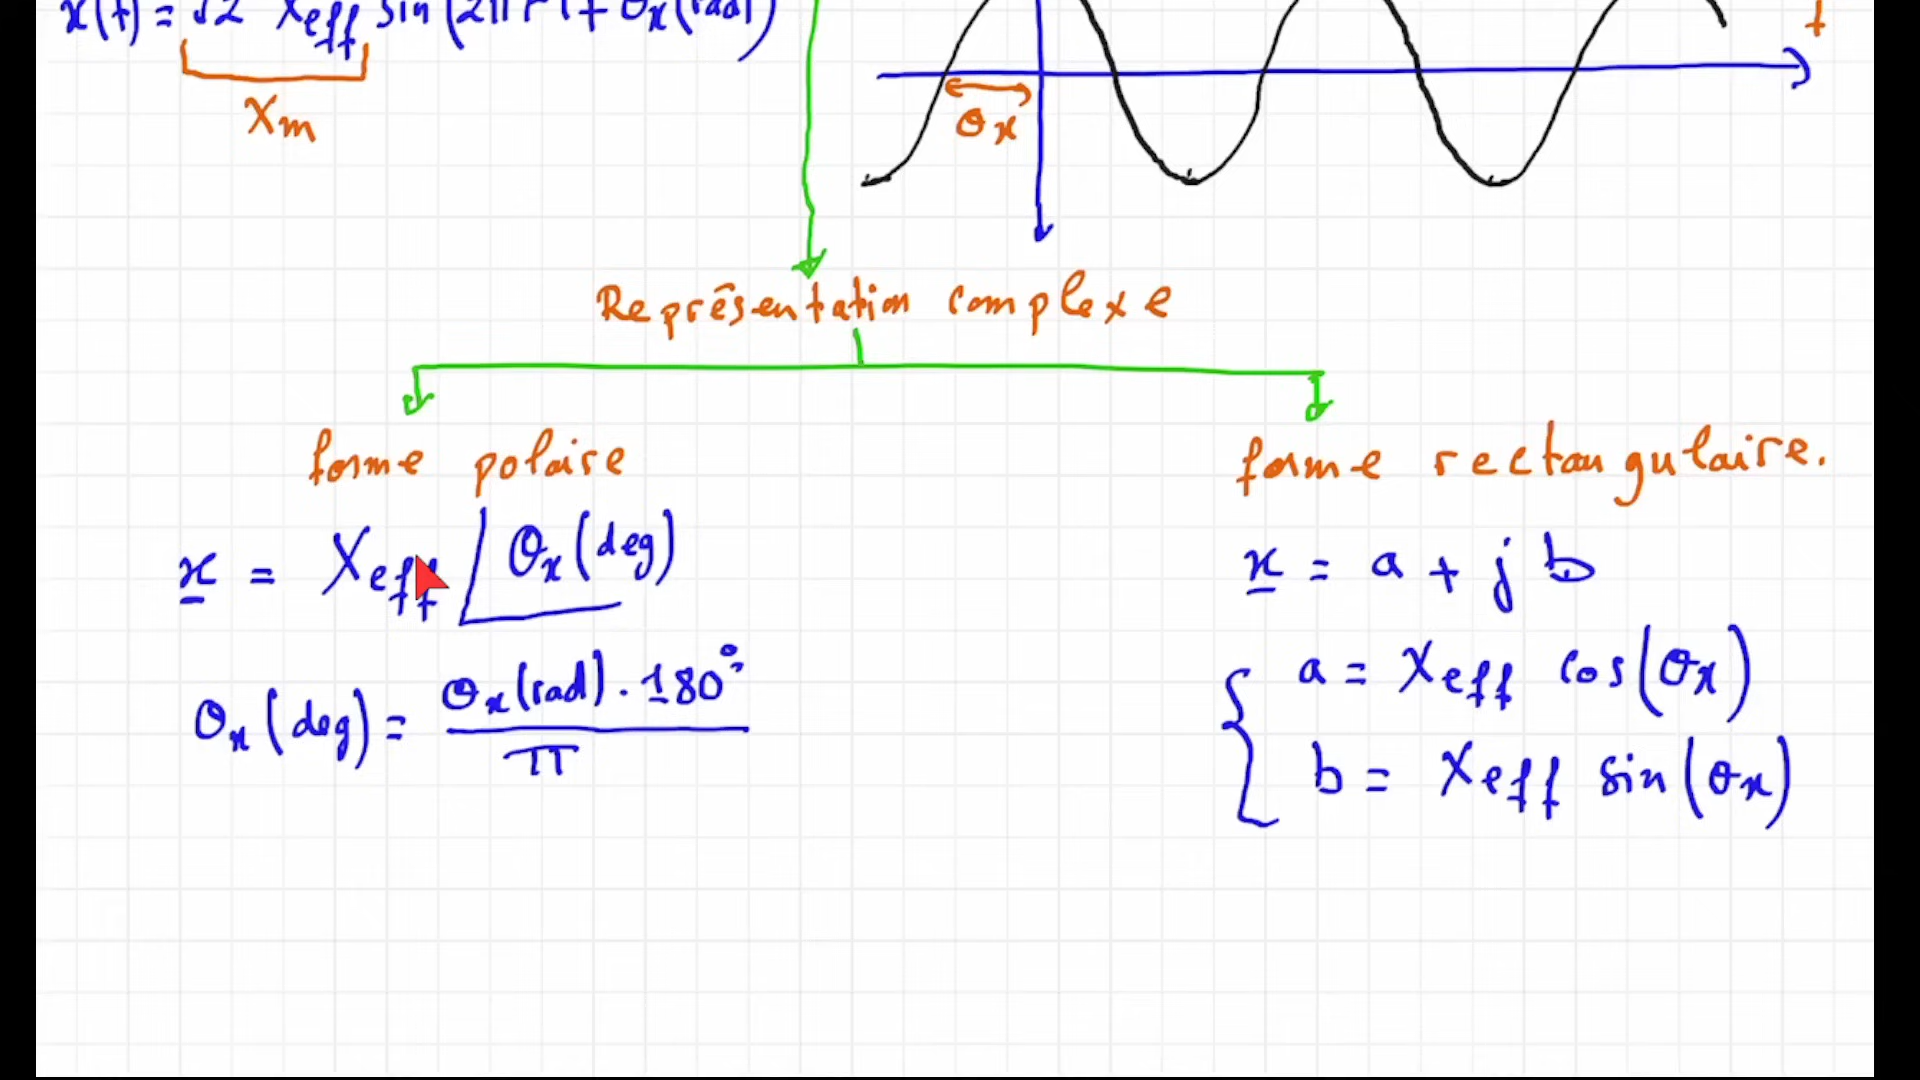 x(t) = √2 Xeff sin(2πFt + θx(rad))
t
Xm
θx
Représentation complexe
forme polaire
forme rectangulaire.
x = Xeff ∠θx(deg)
x = a + j b
θx(deg) = θx(rad) · 180° / π
a = Xeff cos(θx)
b = Xeff sin(θx)